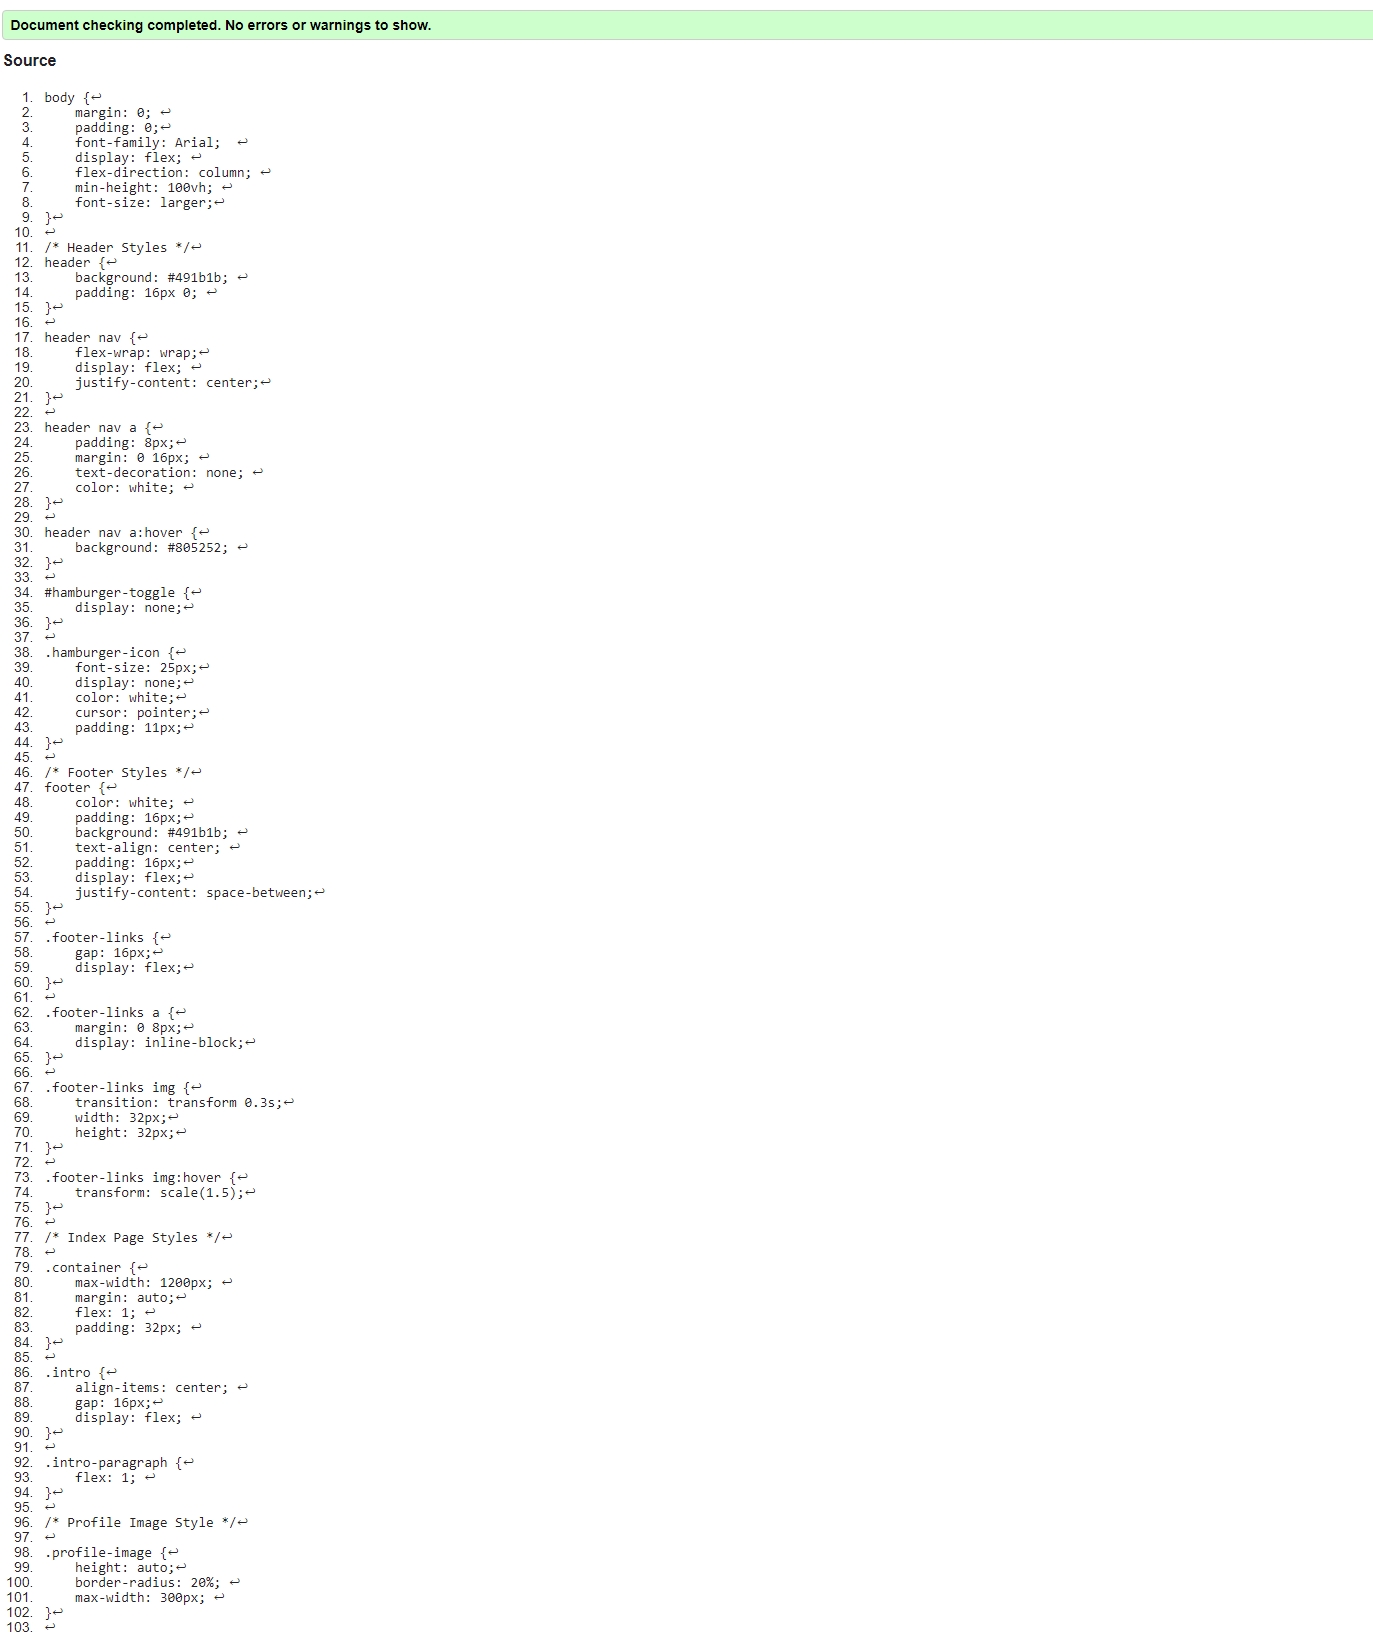 Document checking completed. No errors or warnings to show.
Source
1. body {↩
2.     margin: 0; ↩
3.     padding: 0;↩
4.     font-family: Arial;  ↩
5.     display: flex; ↩
6.     flex-direction: column; ↩
7.     min-height: 100vh; ↩
8.     font-size: larger;↩
9. }↩
10. ↩
11. /* Header Styles */↩
12. header {↩
13.     background: #491b1b; ↩
14.     padding: 16px 0; ↩
15. }↩
16. ↩
17. header nav {↩
18.     flex-wrap: wrap;↩
19.     display: flex; ↩
20.     justify-content: center;↩
21. }↩
22. ↩
23. header nav a {↩
24.     padding: 8px;↩
25.     margin: 0 16px; ↩
26.     text-decoration: none; ↩
27.     color: white; ↩
28. }↩
29. ↩
30. header nav a:hover {↩
31.     background: #805252; ↩
32. }↩
33. ↩
34. #hamburger-toggle {↩
35.     display: none;↩
36. }↩
37. ↩
38. .hamburger-icon {↩
39.     font-size: 25px;↩
40.     display: none;↩
41.     color: white;↩
42.     cursor: pointer;↩
43.     padding: 11px;↩
44. }↩
45. ↩
46. /* Footer Styles */↩
47. footer {↩
48.     color: white; ↩
49.     padding: 16px;↩
50.     background: #491b1b; ↩
51.     text-align: center; ↩
52.     padding: 16px;↩
53.     display: flex;↩
54.     justify-content: space-between;↩
55. }↩
56. ↩
57. .footer-links {↩
58.     gap: 16px;↩
59.     display: flex;↩
60. }↩
61. ↩
62. .footer-links a {↩
63.     margin: 0 8px;↩
64.     display: inline-block;↩
65. }↩
66. ↩
67. .footer-links img {↩
68.     transition: transform 0.3s;↩
69.     width: 32px;↩
70.     height: 32px;↩
71. }↩
72. ↩
73. .footer-links img:hover {↩
74.     transform: scale(1.5);↩
75. }↩
76. ↩
77. /* Index Page Styles */↩
78. ↩
79. .container {↩
80.     max-width: 1200px; ↩
81.     margin: auto;↩
82.     flex: 1; ↩
83.     padding: 32px; ↩
84. }↩
85. ↩
86. .intro {↩
87.     align-items: center; ↩
88.     gap: 16px;↩
89.     display: flex; ↩
90. }↩
91. ↩
92. .intro-paragraph {↩
93.     flex: 1; ↩
94. }↩
95. ↩
96. /* Profile Image Style */↩
97. ↩
98. .profile-image {↩
99.     height: auto;↩
100.     border-radius: 20%; ↩
101.     max-width: 300px; ↩
102. }↩
103. ↩